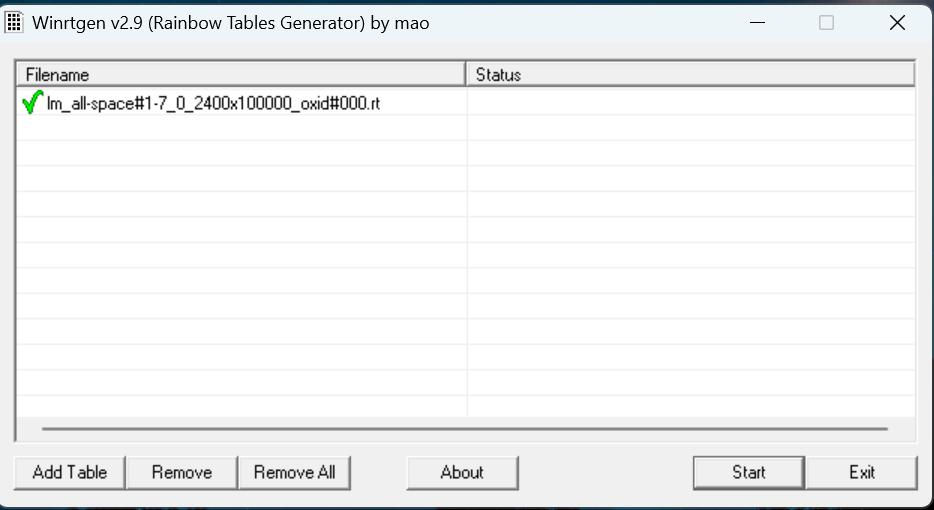 Winrtgen v2.9 (Rainbow Tables Generator) by mao
Filename Status
lm_all-space#1-7_0_2400x100000_oxid#000.rt
Add Table Remove Remove All About Start Exit